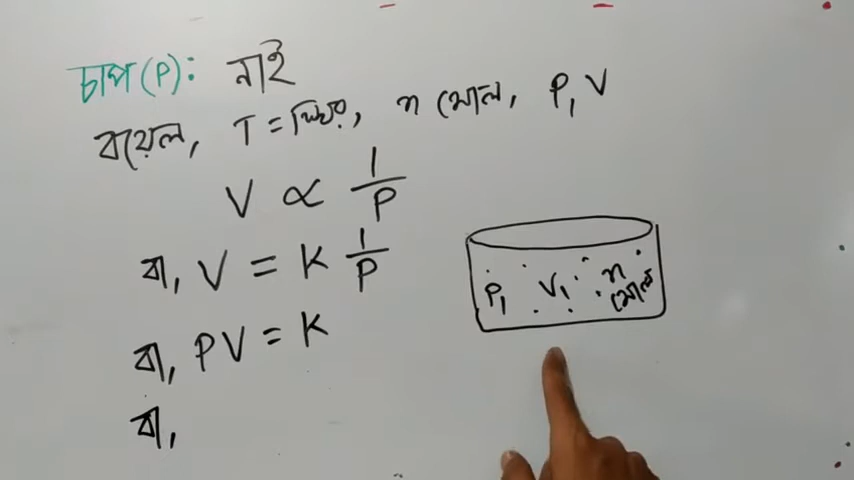 চাপ (P): নাই
বয়েল, T = স্থির, n মোল, P, V
V ∝ 1/P
বা, V = K 1/P
বা, PV = K
বা,
P₁ V₁ n মোল